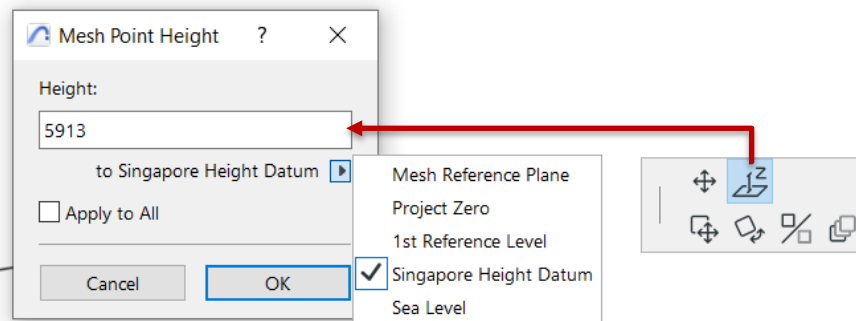 Mesh Point Height ? ×
Height:
5913
to Singapore Height Datum
Apply to All
Cancel OK
Mesh Reference Plane
Project Zero
1st Reference Level
Singapore Height Datum
Sea Level
Z